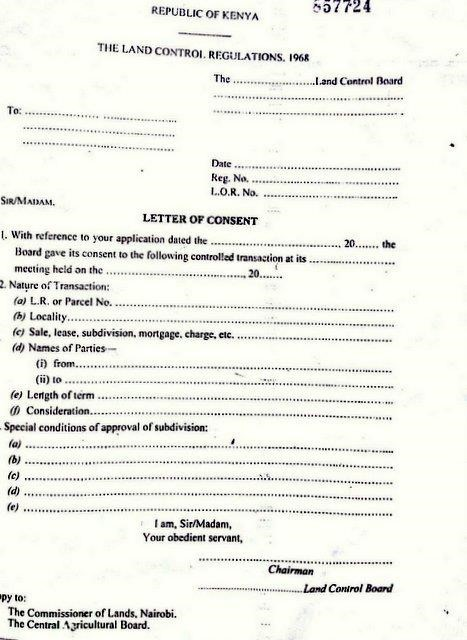 REPUBLIC OF KENYA
857724
THE LAND CONTROL REGULATIONS, 1968
The ........................Land Control Board
To: ..........................................
Date ..........................................
Reg. No. ..........................................
L.O.R. No. ..........................................
SIR/MADAM,
LETTER OF CONSENT
1. With reference to your application dated the ........................................ 20....... the
Board gave its consent to the following controlled transaction at its ..........................
meeting held on the .........................................., 20......
2. Nature of Transaction:
(a) L.R. or Parcel No. ..........................................
(b) Locality..........................................
(c) Sale, lease, subdivision, mortgage, charge, etc. ..........................................
(d) Names of Parties—
(i) from..........................................
(ii) to ..........................................
(e) Length of term ..........................................
(f) Consideration..........................................
. Special conditions of approval of subdivision:
(a) ..........................................
(b) ..........................................
(c) ..........................................
(d) ..........................................
(e) ..........................................
I am, Sir/Madam,
Your obedient servant,
..........................................
Chairman
..........................................Land Control Board
py to:
The Commissioner of Lands, Nairobi.
The Central Agricultural Board.